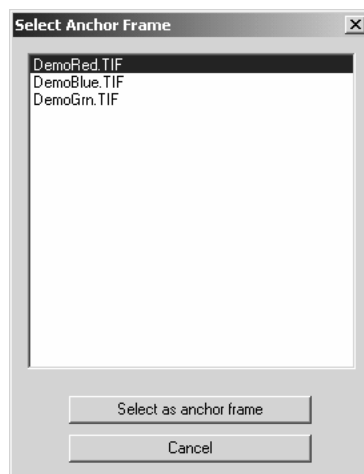 Select Anchor Frame
DemoRed.TIF
DemoBlue.TIF
DemoGrn.TIF
Select as anchor frame
Cancel